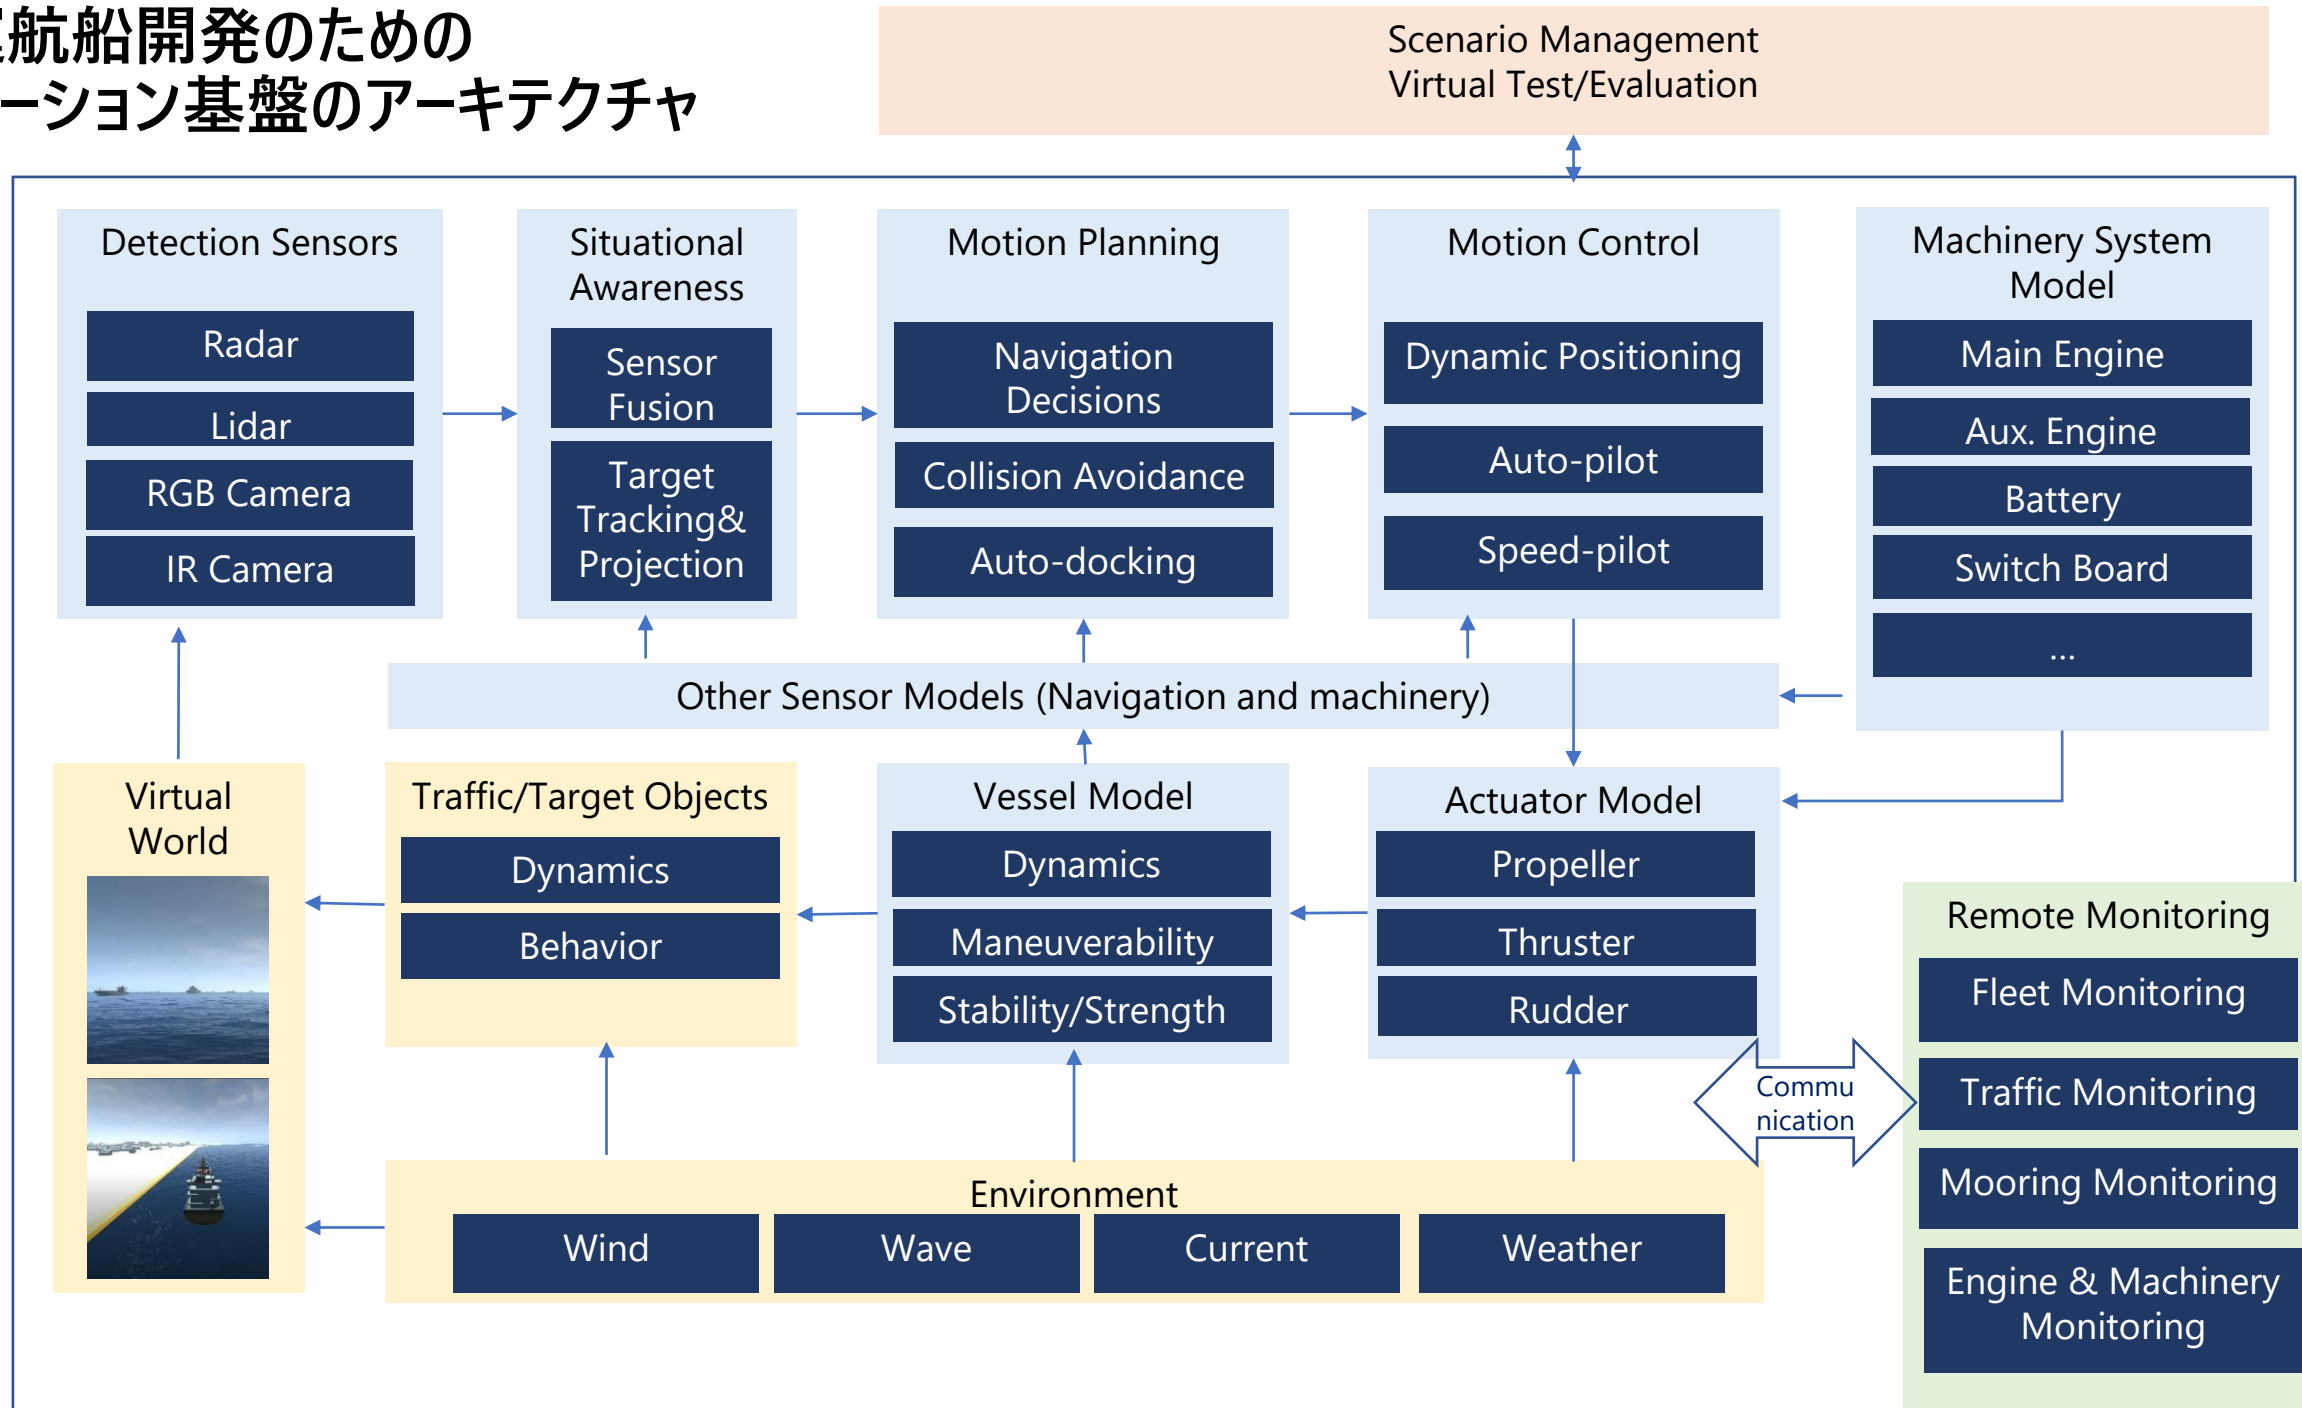 航船開発のための
ーション基盤のアーキテクチャ
Scenario Management
Virtual Test/Evaluation
Detection Sensors
Radar
Lidar
RGB Camera
IR Camera
Situational
Awareness
Sensor
Fusion
Target
Tracking&
Projection
Motion Planning
Navigation
Decisions
Collision Avoidance
Auto-docking
Motion Control
Dynamic Positioning
Auto-pilot
Speed-pilot
Machinery System
Model
Main Engine
Aux. Engine
Battery
Switch Board
...
Other Sensor Models (Navigation and machinery)
Virtual
World
Traffic/Target Objects
Dynamics
Behavior
Vessel Model
Dynamics
Maneuverability
Stability/Strength
Actuator Model
Propeller
Thruster
Rudder
Commu
nication
Remote Monitoring
Fleet Monitoring
Traffic Monitoring
Mooring Monitoring
Engine & Machinery
Monitoring
Environment
Wind
Wave
Current
Weather